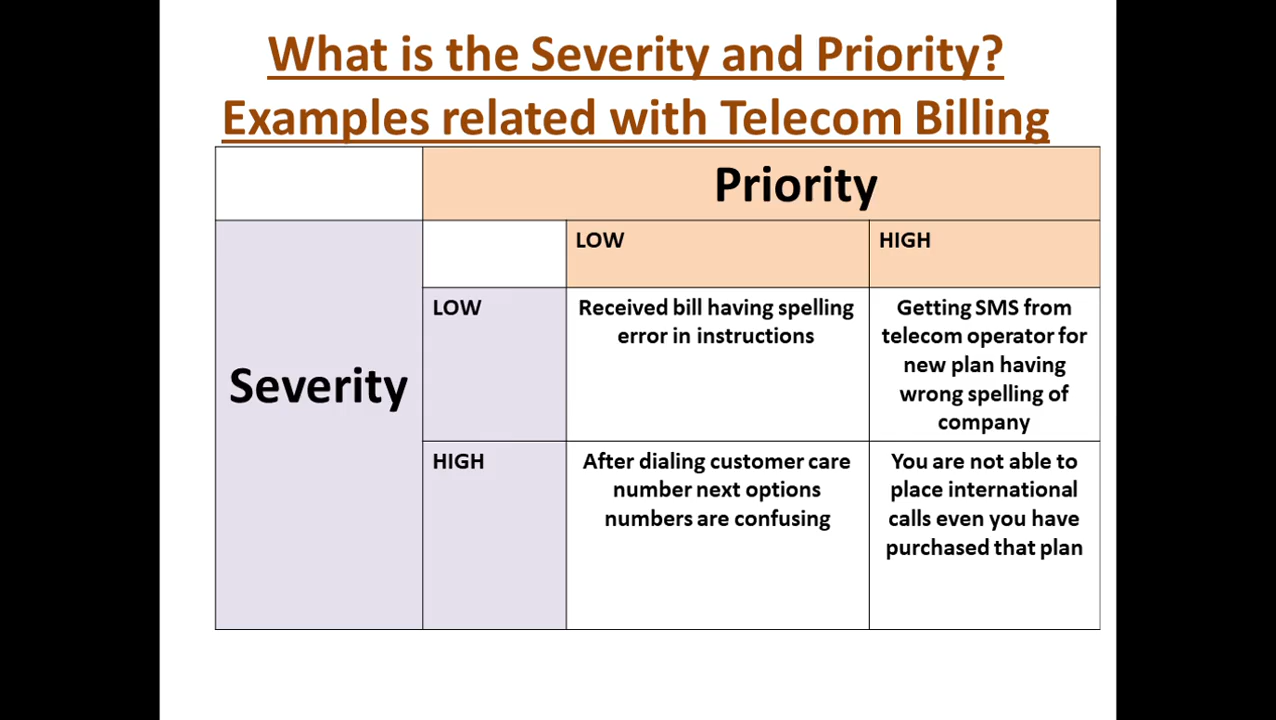 What is the Severity and Priority?
Examples related with Telecom Billing
Priority
LOW
HIGH
Severity
LOW
Received bill having spelling
error in instructions
Getting SMS from
telecom operator for
new plan having
wrong spelling of
company
HIGH
After dialing customer care
number next options
numbers are confusing
You are not able to
place international
calls even you have
purchased that plan